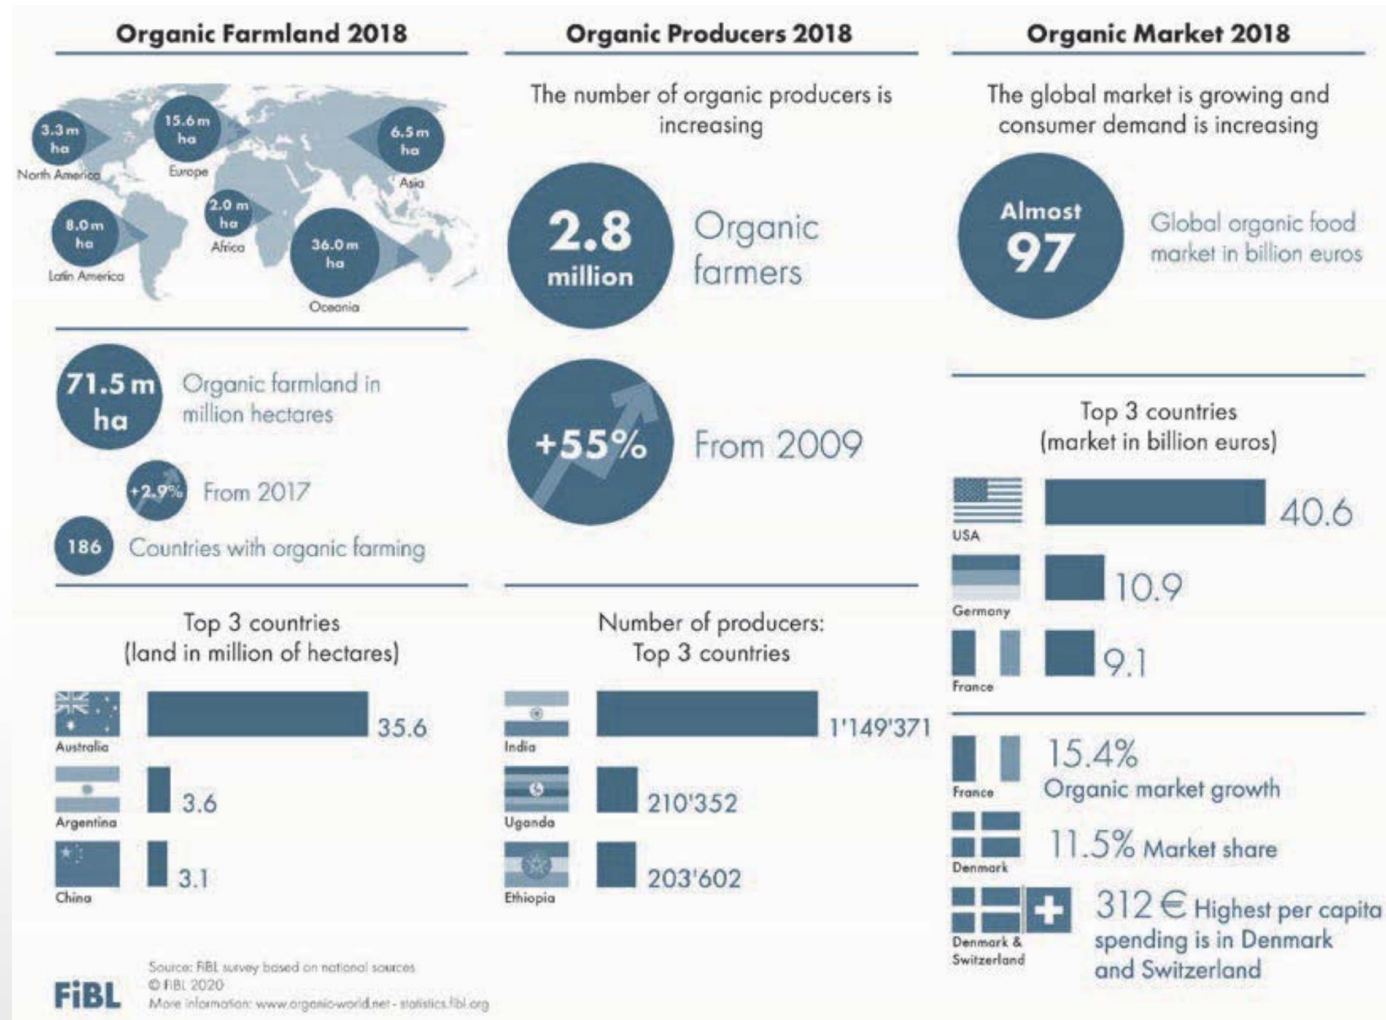 Organic Farmland 2018
3.3 m
ha
North America
15.6 m
ha
Europe
6.5 m
ha
Asia
8.0 m
ha
Latin America
2.0 m
ha
Africa
36.0 m
ha
Oceania
71.5 m
ha
Organic farmland in
million hectares
+2.9%
From 2017
186
Countries with organic farming
Top 3 countries
(land in million of hectares)
Australia
35.6
Argentina
3.6
China
3.1
Organic Producers 2018
The number of organic producers is
increasing
2.8
million
Organic
farmers
+55%
From 2009
Number of producers:
Top 3 countries
India
1'149'371
Uganda
210'352
Ethiopia
203'602
Organic Market 2018
The global market is growing and
consumer demand is increasing
Almost
97
Global organic food
market in billion euros
Top 3 countries
(market in billion euros)
USA
40.6
Germany
10.9
France
9.1
France
15.4%
Organic market growth
Denmark
11.5% Market share
Denmark &
Switzerland
312 € Highest per capita
spending is in Denmark
and Switzerland
FiBL
Source: FiBL survey based on national sources
© FiBL 2020
More information: www.organic-world.net - statistics.fibl.org